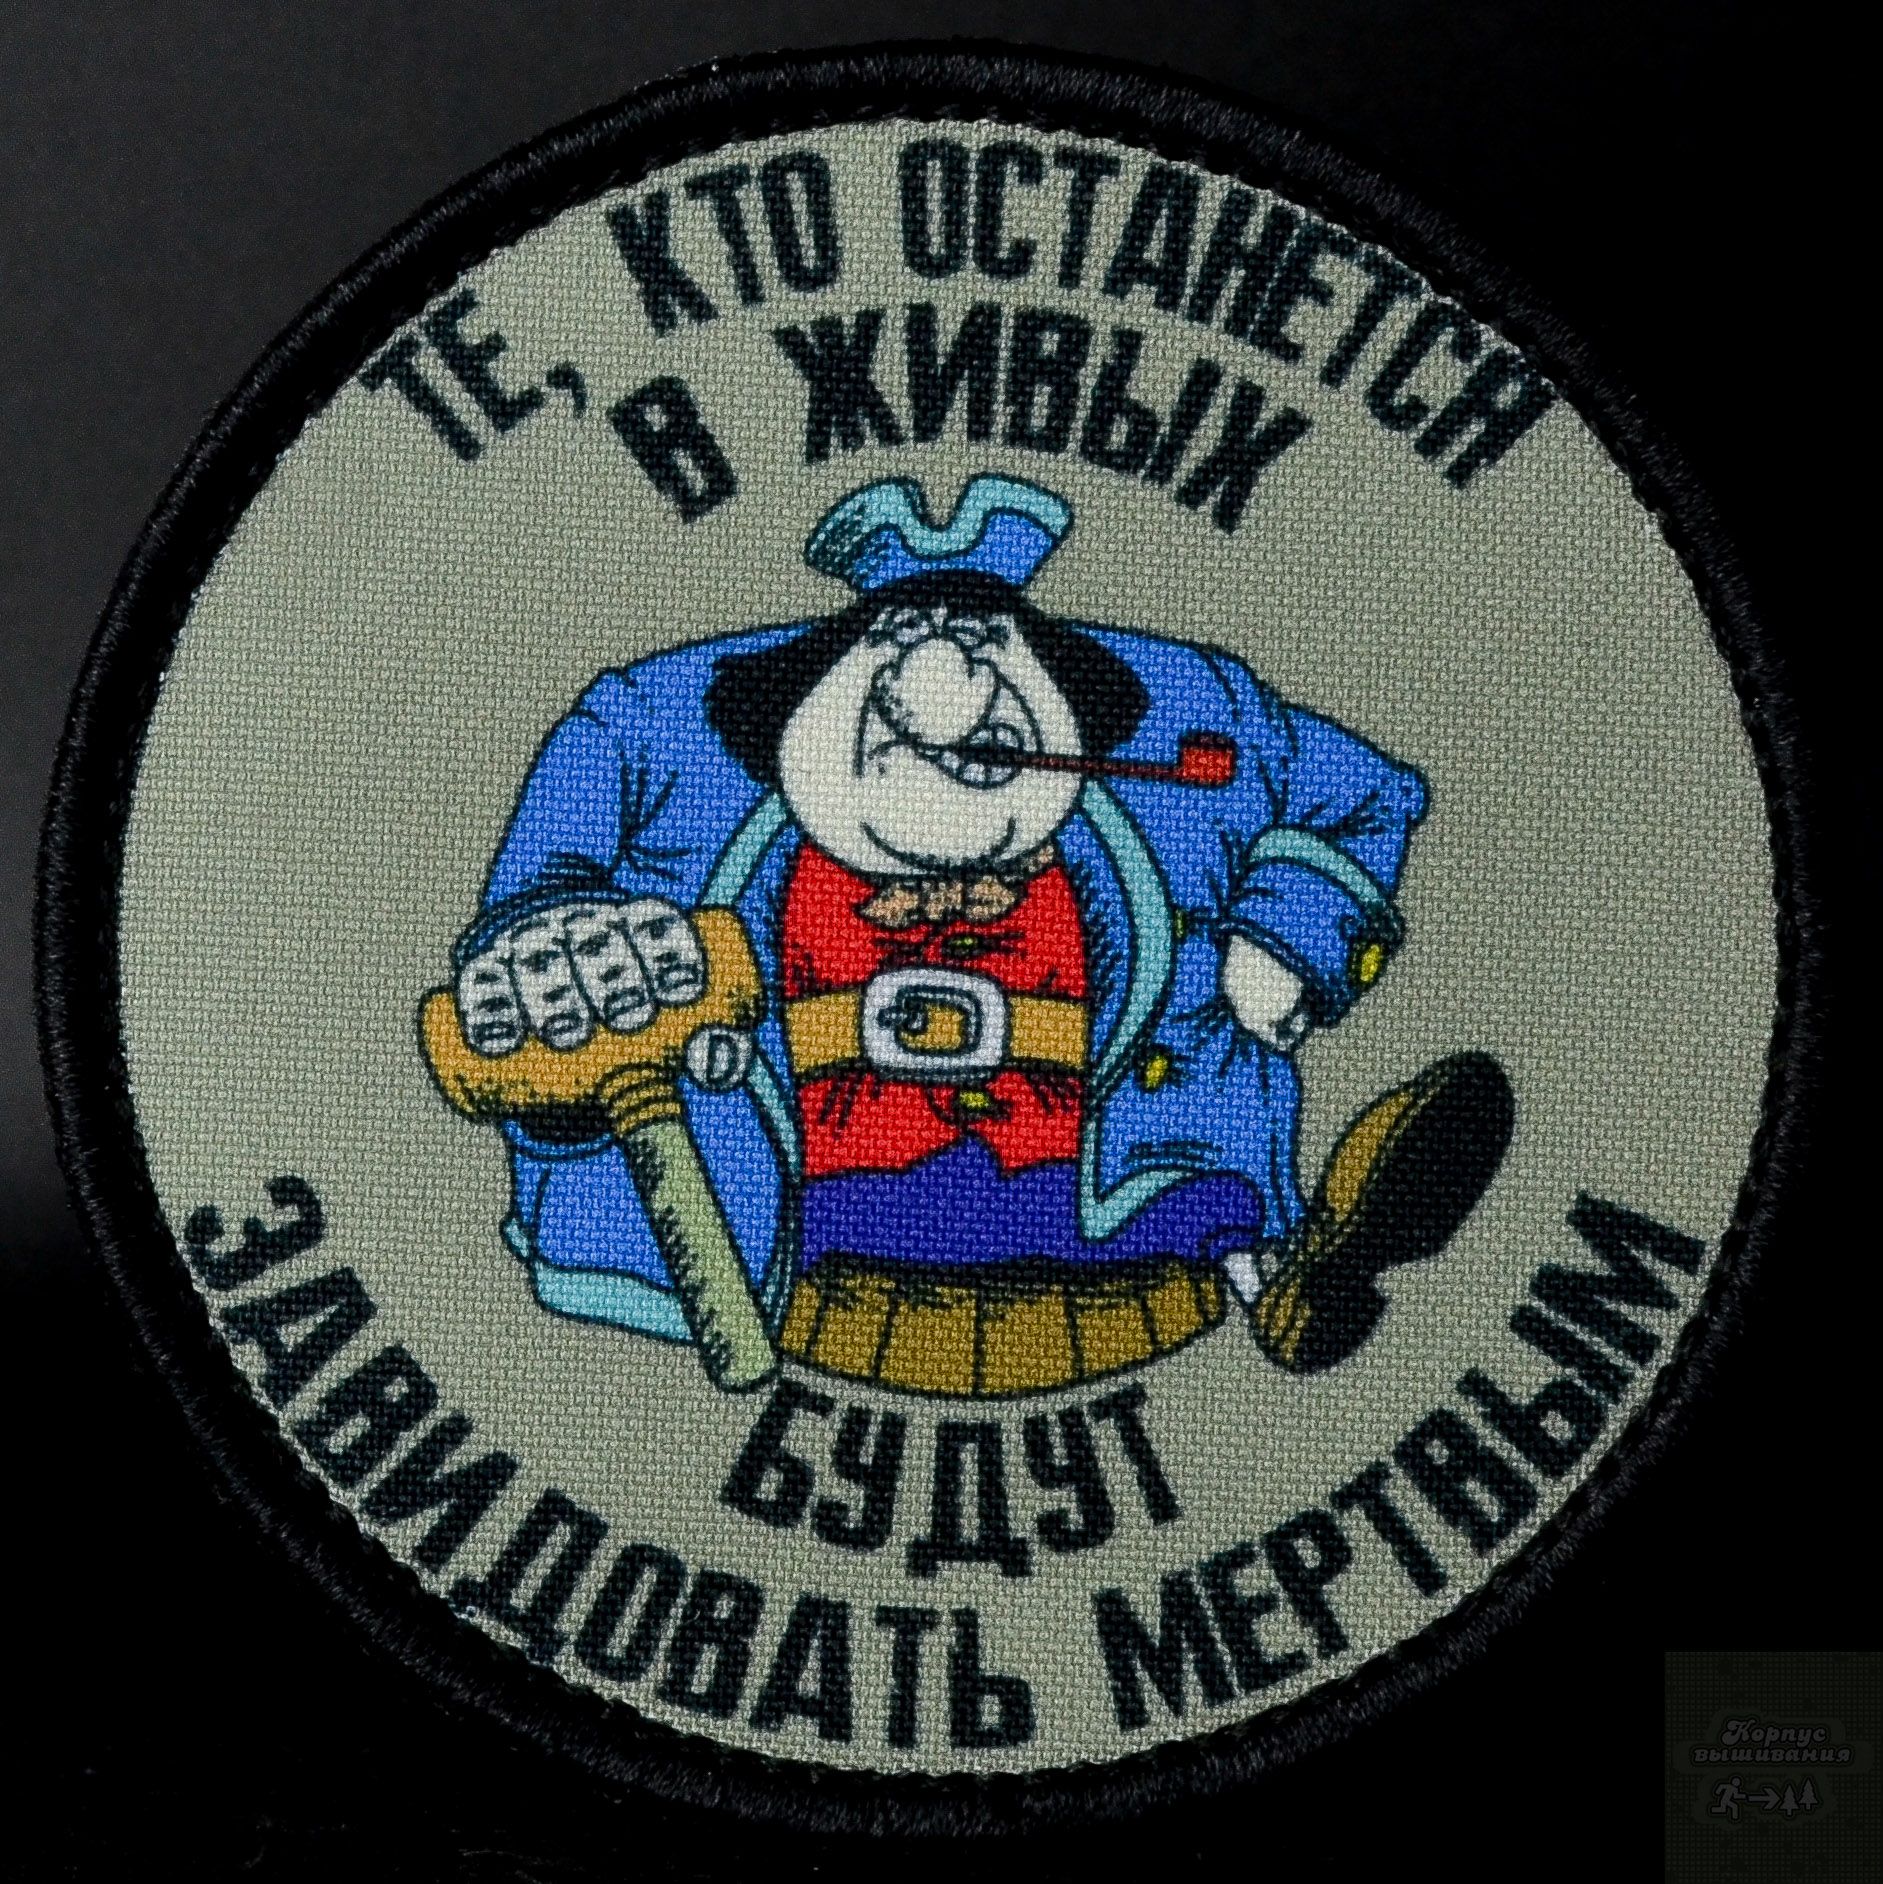 ТЕ, КТО ОСТАНЕТСЯ
В ЖИВЫХ
БУДУТ
ЗАВИДОВАТЬ МЕРТВЫМ
Корпус
вышивания